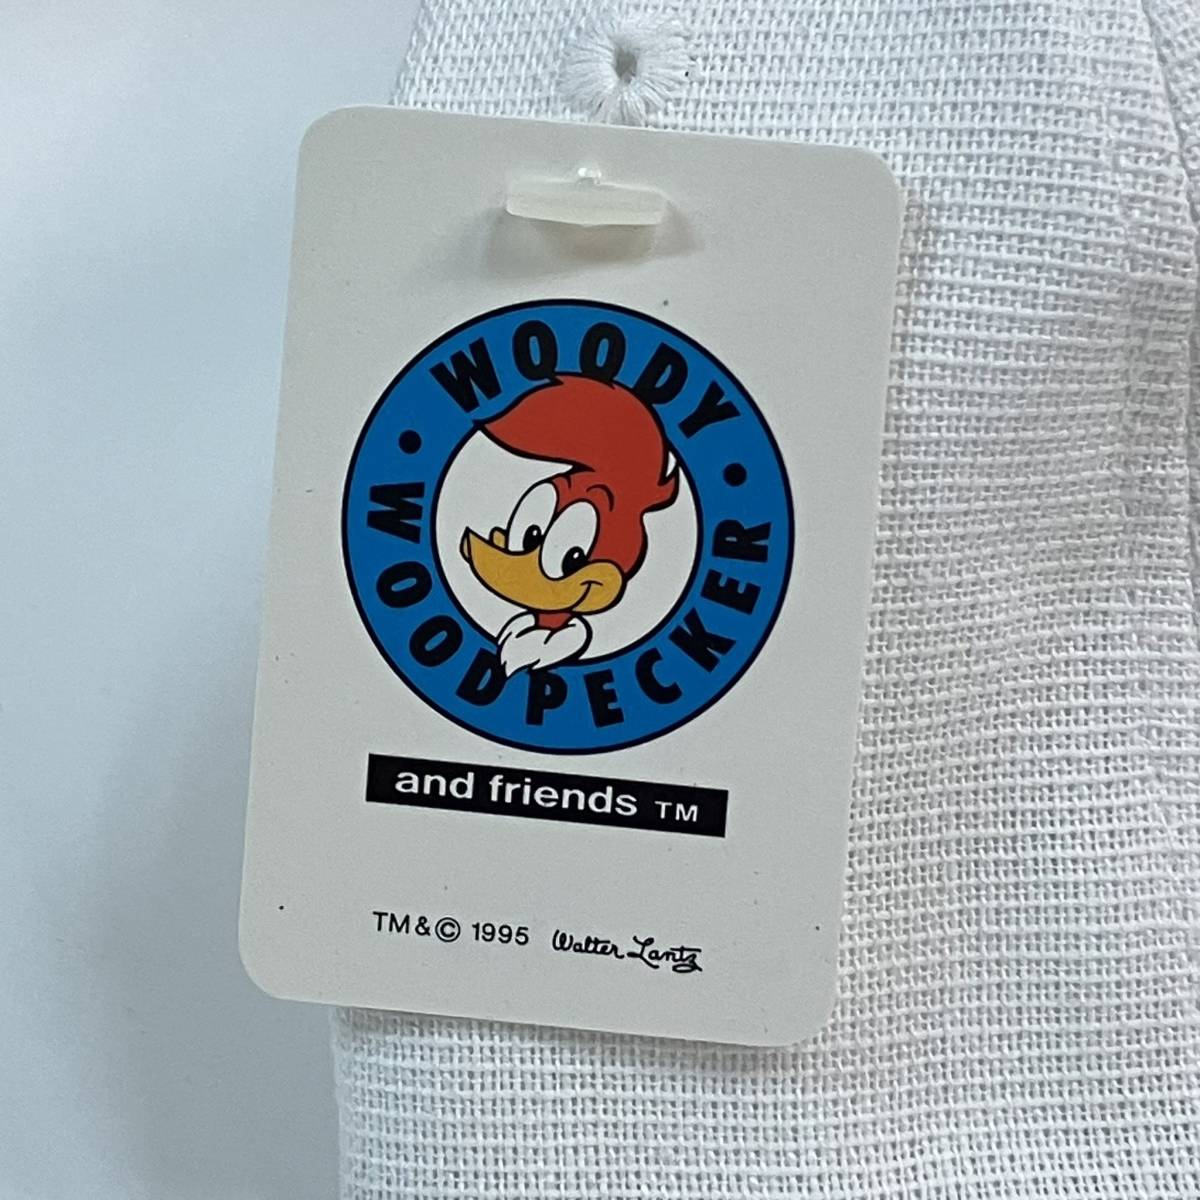 WOODY
WOODPECKER
and friends TM
TM & © 1995 Walter Lantz